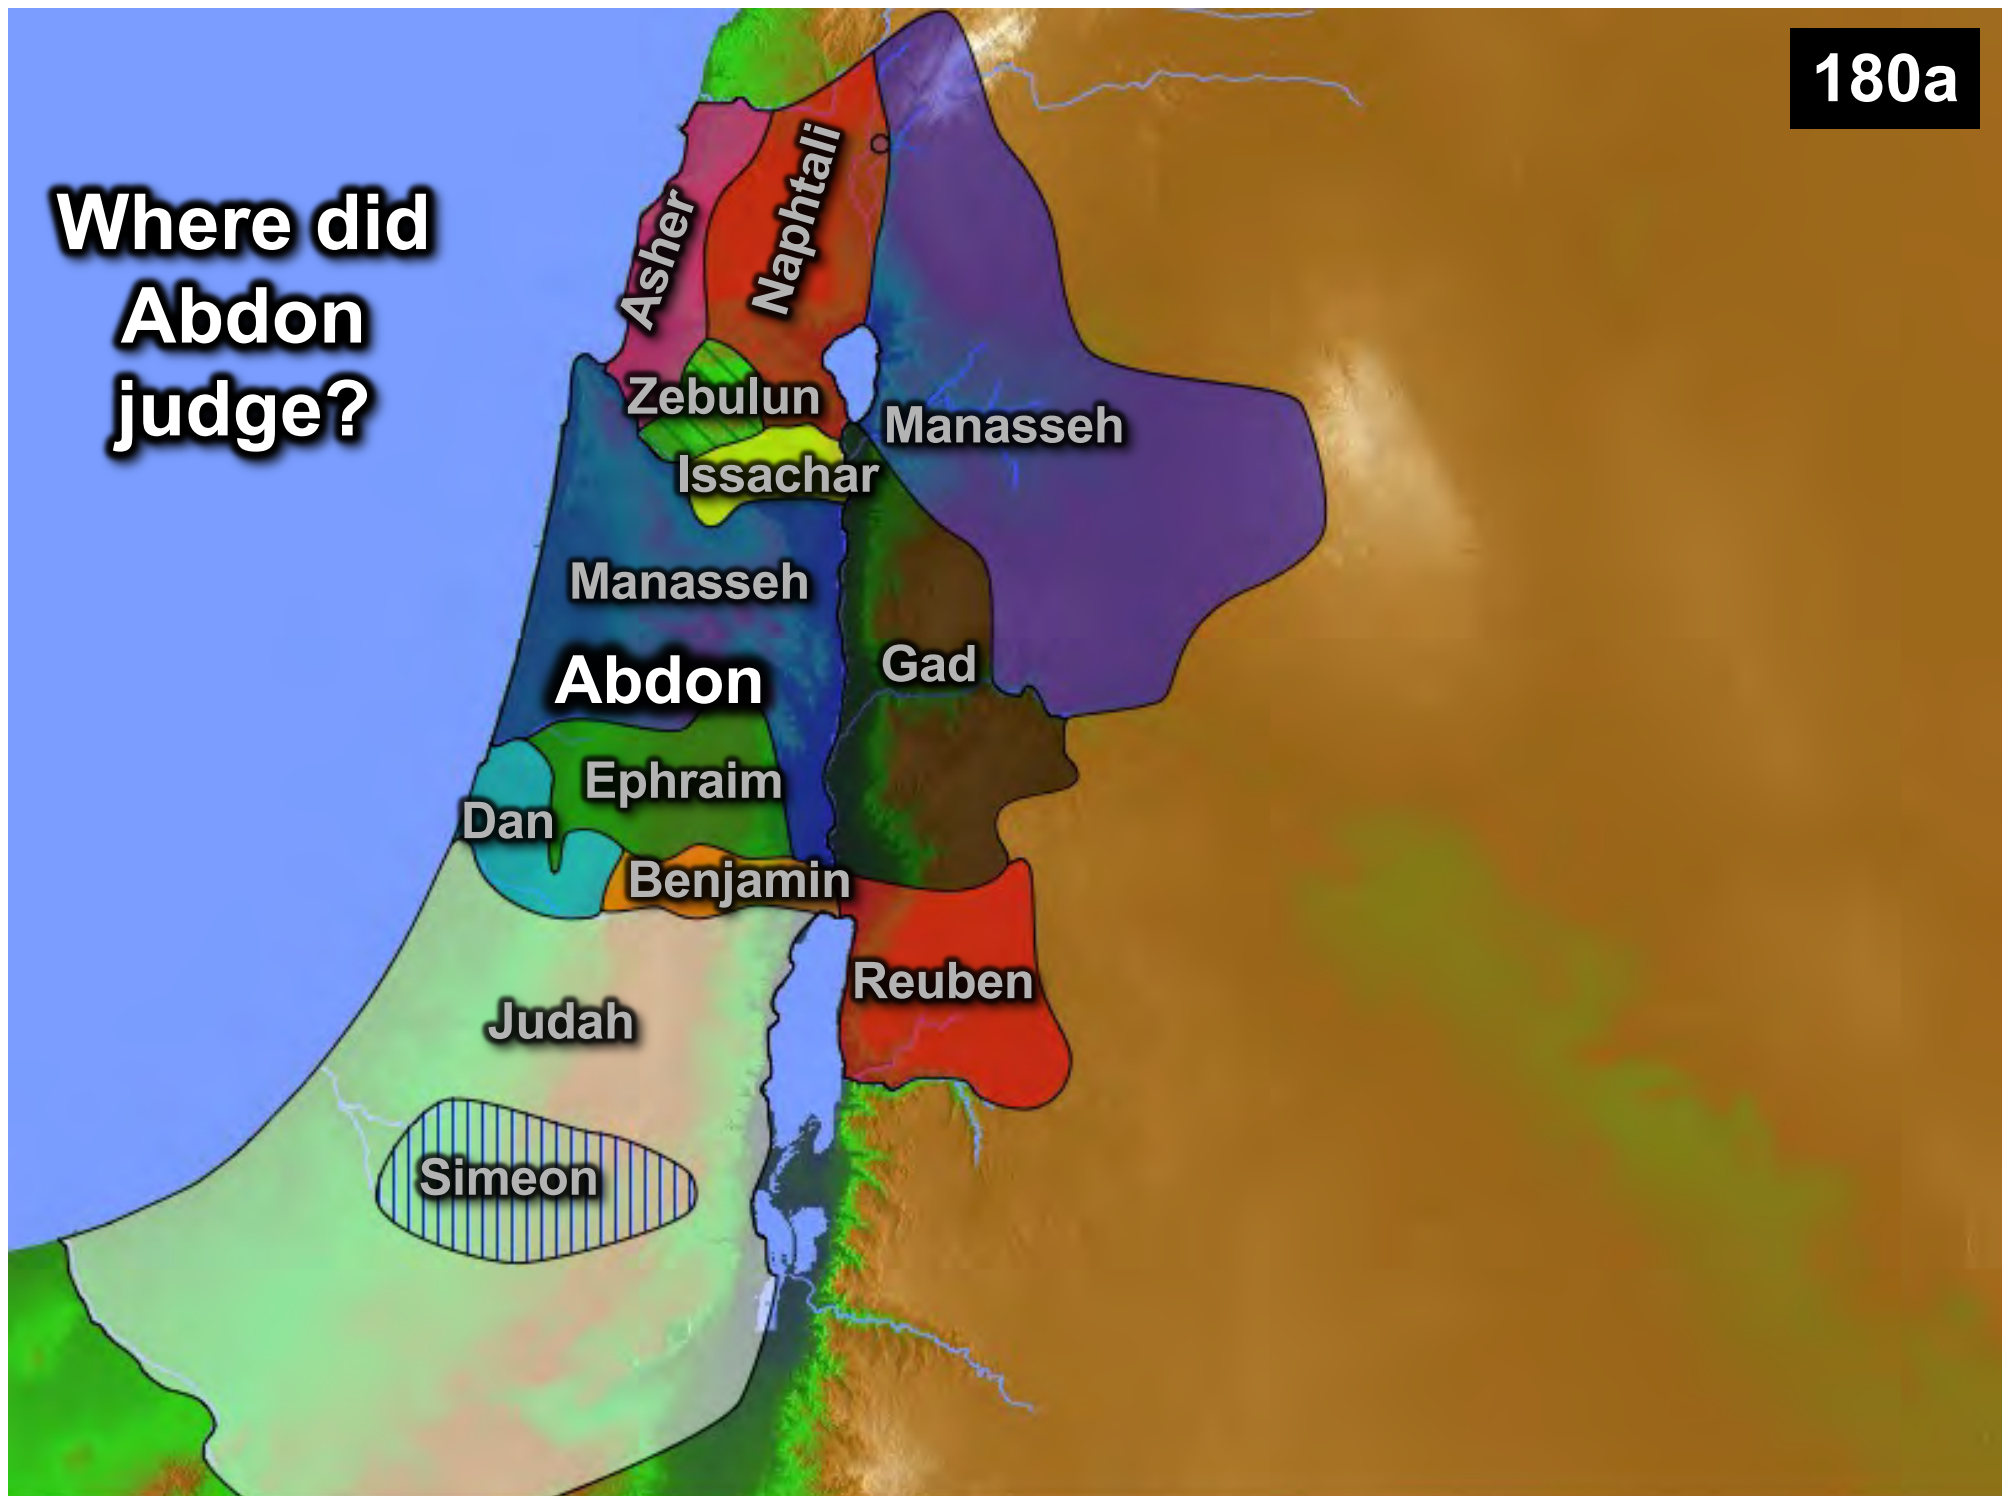 180a
Where did
Abdon
judge?
Naphtali
Asher
Zebulun
Manasseh
Issachar
Manasseh
Gad
Abdon
Ephraim
Dan
Benjamin
Reuben
Judah
Simeon